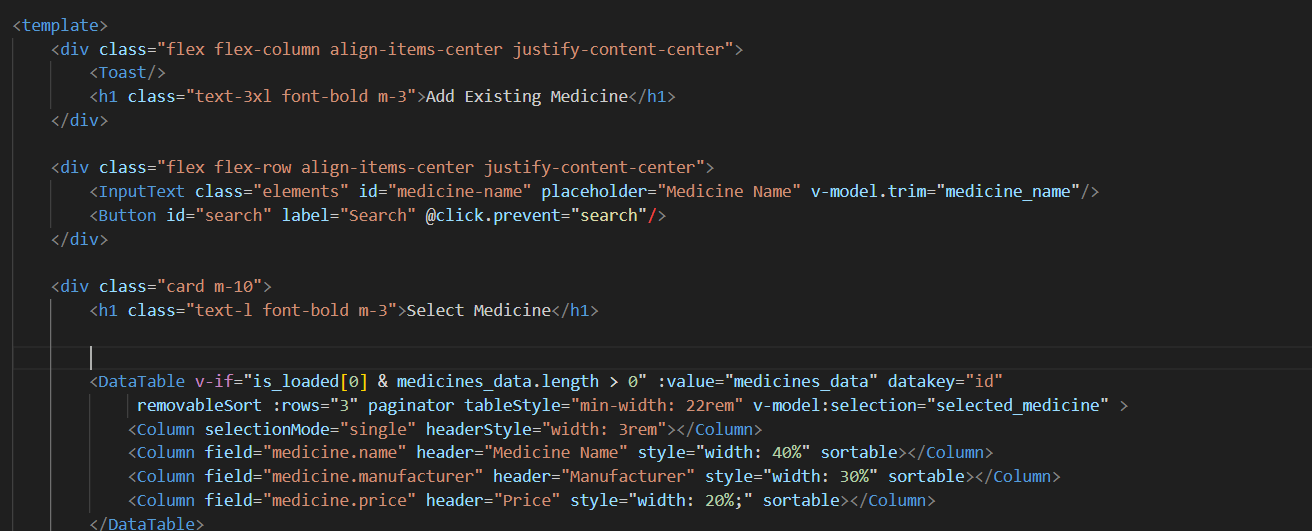 <template>
<div class="flex flex-column align-items-center justify-content-center">
<Toast/>
<h1 class="text-3xl font-bold m-3">Add Existing Medicine</h1>
</div>
<div class="flex flex-row align-items-center justify-content-center">
<InputText class="elements" id="medicine-name" placeholder="Medicine Name" v-model.trim="medicine_name"/>
<Button id="search" label="Search" @click.prevent="search"/>
</div>
<div class="card m-10">
<h1 class="text-l font-bold m-3">Select Medicine</h1>
<DataTable v-if="is_loaded[0] & medicines_data.length > 0" :value="medicines_data" datakey="id"
removableSort :rows="3" paginator tableStyle="min-width: 22rem" v-model:selection="selected_medicine" >
<Column selectionMode="single" headerStyle="width: 3rem"></Column>
<Column field="medicine.name" header="Medicine Name" style="width: 40%" sortable></Column>
<Column field="medicine.manufacturer" header="Manufacturer" style="width: 30%" sortable></Column>
<Column field="medicine.price" header="Price" style="width: 20%;" sortable></Column>
</DataTable>